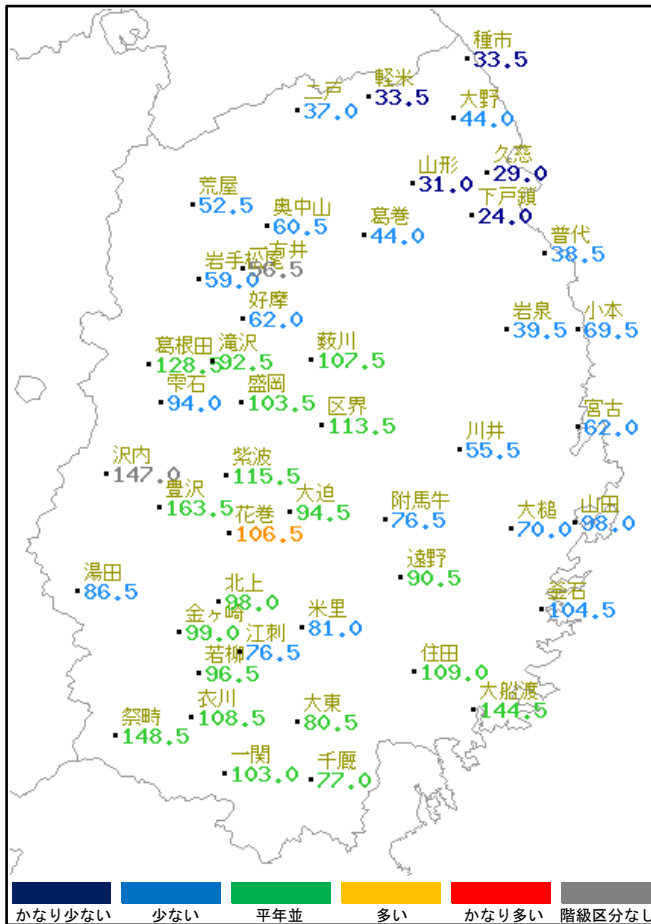 種市
33.5
軽米
33.5
二戸
37.0
大野
44.0
久慈
29.0
山形
31.0
下戸鎖
24.0
荒屋
52.5
奥中山
60.5
葛巻
44.0
普代
38.5
一方井
56.5
岩手松尾
59.0
好摩
62.0
岩泉
39.5
小本
69.5
葛根田
128.5
滝沢
92.5
薮川
107.5
雫石
94.0
盛岡
103.5
区界
113.5
宮古
62.0
川井
55.5
沢内
147.0
紫波
115.5
豊沢
163.5
大迫
94.5
花巻
106.5
附馬牛
76.5
大槌
70.0
山田
98.0
湯田
86.5
遠野
90.5
北上
98.0
釜石
104.5
金ヶ崎
99.0
米里
81.0
江刺
76.5
若柳
96.5
住田
109.0
大船渡
144.5
衣川
108.5
大東
80.5
祭畤
148.5
一関
103.0
千厩
77.0
かなり少ない 少ない 平年並 多い かなり多い 階級区分なし